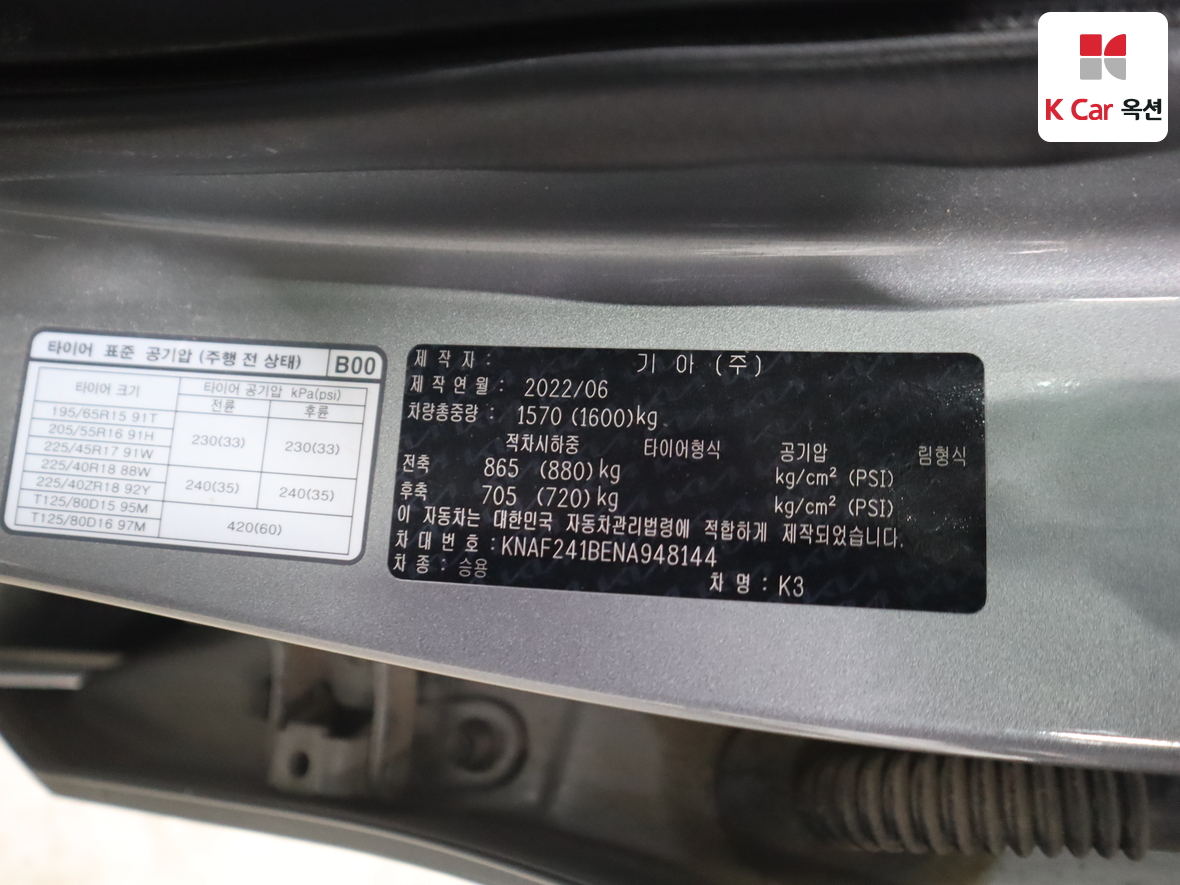 K Car 옥션
타이어 표준 공기압 (주행 전 상태) B00
타이어 크기 타이어 공기압 kPa(psi)
전륜 후륜
195/65R15 91T
205/55R16 91H 230(33) 230(33)
225/45R17 91W
225/40R18 88W
225/40ZR18 92Y 240(35) 240(35)
T125/80D15 95M
T125/80D16 97M 420(60)
제작자 : 기아(주)
제작연월 : 2022/06
차량총중량 : 1570 (1600)kg
적차시하중 타이어형식 공기압 림형식
전축 865 (880)kg kg/cm² (PSI)
후축 705 (720)kg kg/cm² (PSI)
이 자동차는 대한민국 자동차관리법령에 적합하게 제작되었습니다.
차대번호 : KNAF241BENA948144
차종 : 승용 차명 : K3